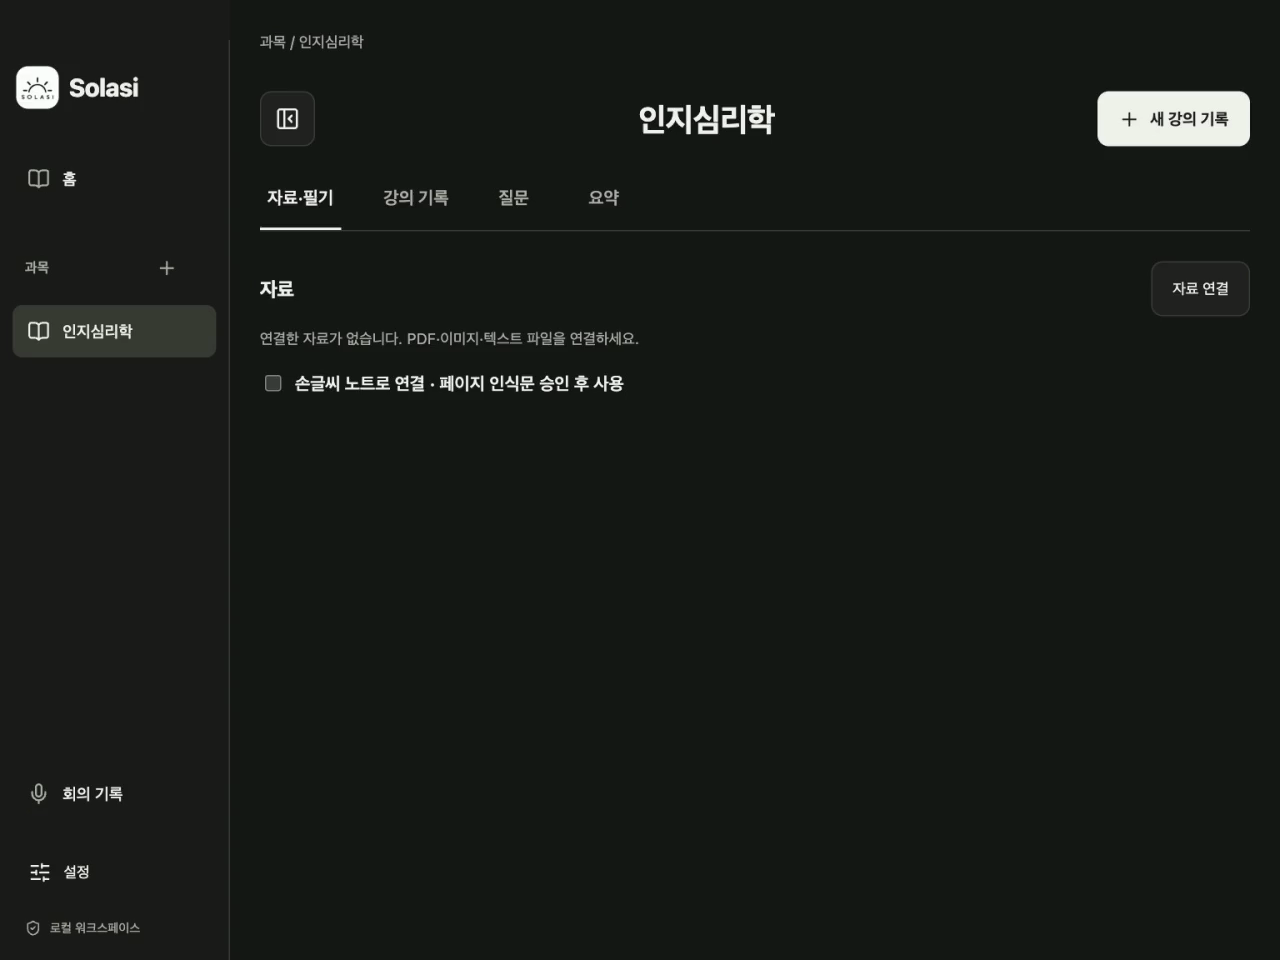 SOLASI
Solasi
홈
과목
인지심리학
회의 기록
설정
로컬 워크스페이스
과목 / 인지심리학
인지심리학
새 강의 기록
자료·필기
강의 기록
질문
요약
자료
자료 연결
연결한 자료가 없습니다. PDF·이미지·텍스트 파일을 연결하세요.
손글씨 노트로 연결 · 페이지 인식문 승인 후 사용